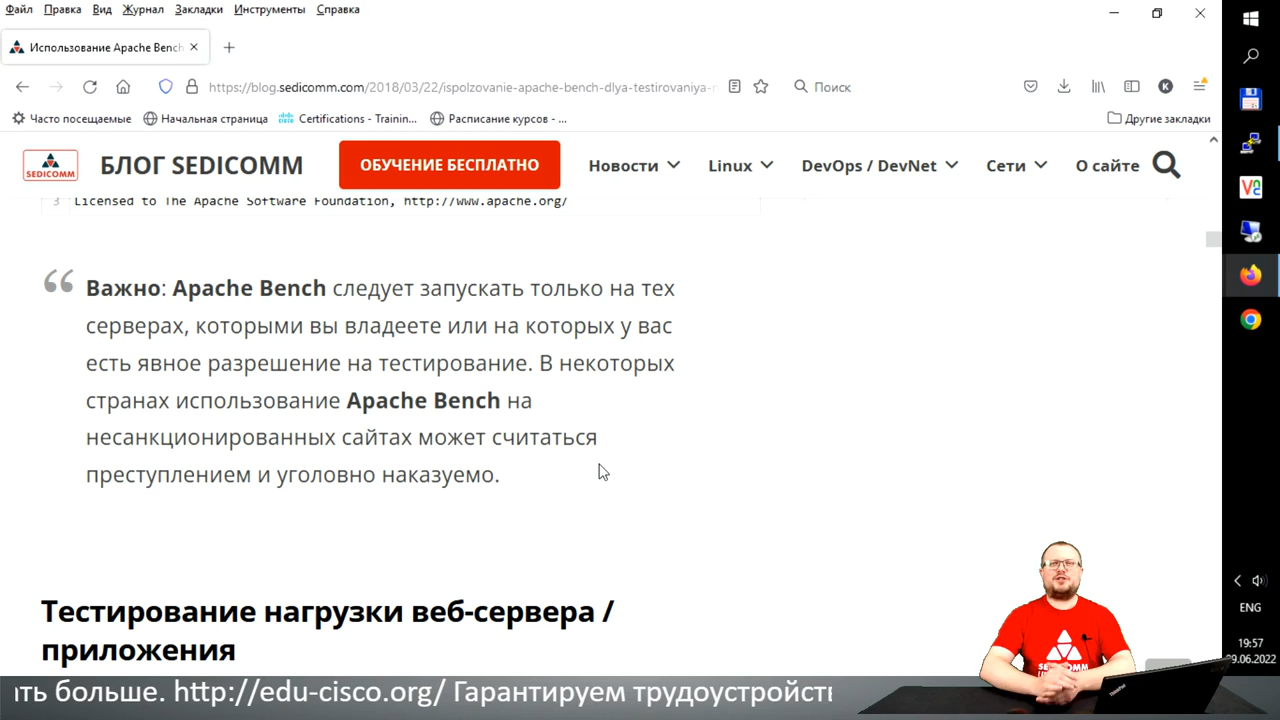 Файл Правка Вид Журнал Закладки Инструменты Справка
Использование Apache Bench
https://blog.sedicomm.com/2018/03/22/ispolzovanie-apache-bench-dlya-testirovaniya-n
Поиск
Часто посещаемые Начальная страница Certifications - Trainin... Расписание курсов - ... Другие закладки
SEDICOMM БЛОГ SEDICOMM ОБУЧЕНИЕ БЕСПЛАТНО Новости Linux DevOps / DevNet Сети О сайте
3 Licensed to The Apache Software Foundation, http://www.apache.org/
Важно: Apache Bench следует запускать только на тех
серверах, которыми вы владеете или на которых у вас
есть явное разрешение на тестирование. В некоторых
странах использование Apache Bench на
несанкционированных сайтах может считаться
преступлением и уголовно наказуемо.
Тестирование нагрузки веб-сервера /
приложения
ENG
19:57
09.06.2022
ThinkPad
ать больше. http://edu-cisco.org/ Гарантируем трудоустройств